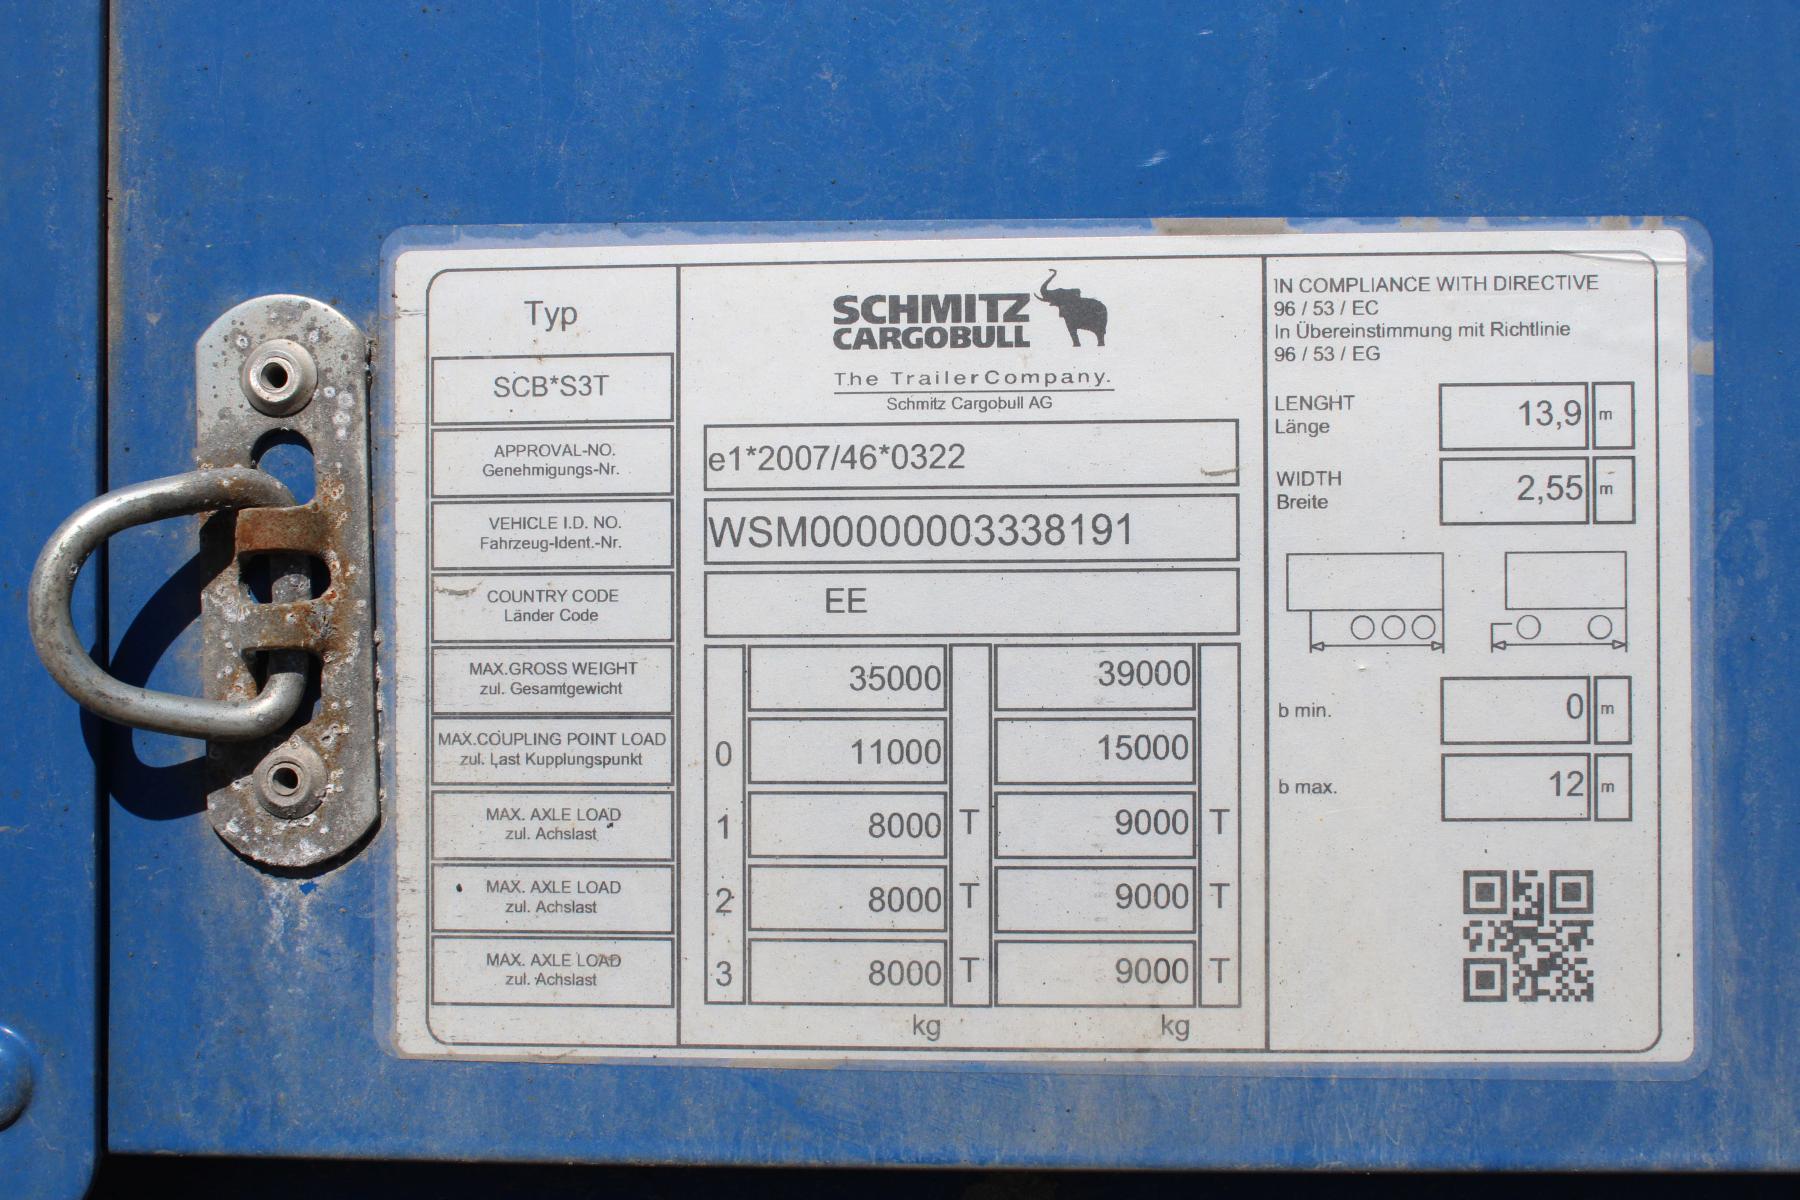 Typ
SCHMITZ
CARGOBULL
The Trailer Company.
Schmitz Cargobull AG
SCB*S3T
APPROVAL-NO.
Genehmigungs-Nr.
e1*2007/46*0322
VEHICLE I.D. NO.
Fahrzeug-Ident.-Nr.
WSM00000003338191
COUNTRY CODE
Länder Code
EE
MAX.GROSS WEIGHT
zul. Gesamtgewicht
35000 39000
MAX.COUPLING POINT LOAD
zul. Last Kupplungspunkt
0 11000 15000
MAX. AXLE LOAD
zul. Achslast
1 8000 T 9000 T
MAX. AXLE LOAD
zul. Achslast
2 8000 T 9000 T
MAX. AXLE LOAD
zul. Achslast
3 8000 T 9000 T
kg kg
IN COMPLIANCE WITH DIRECTIVE
96 / 53 / EC
In Übereinstimmung mit Richtlinie
96 / 53 / EG
LENGHT
Länge
13,9 m
WIDTH
Breite
2,55 m
b min. 0 m
b max. 12 m